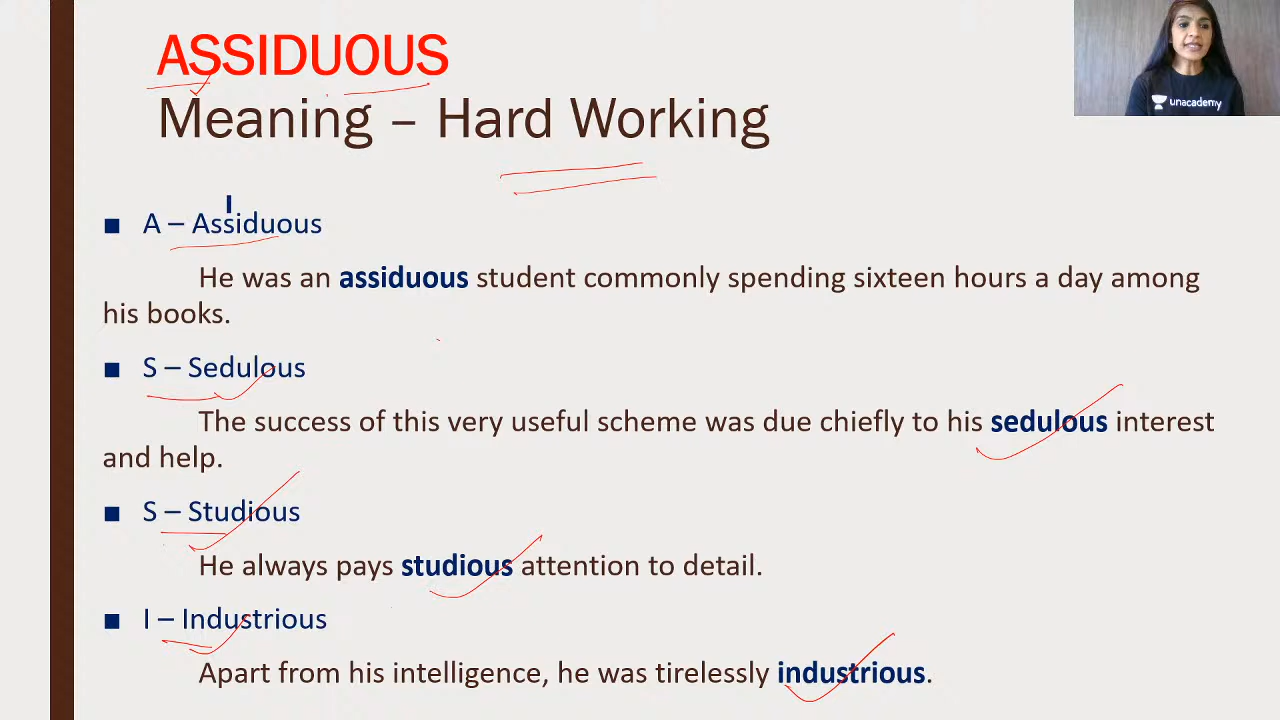 ASSIDUOUS
Meaning – Hard Working
unacademy
■ A – Assiduous
He was an assiduous student commonly spending sixteen hours a day among
his books.
■ S – Sedulous
The success of this very useful scheme was due chiefly to his sedulous interest
and help.
■ S – Studious
He always pays studious attention to detail.
■ I – Industrious
Apart from his intelligence, he was tirelessly industrious.